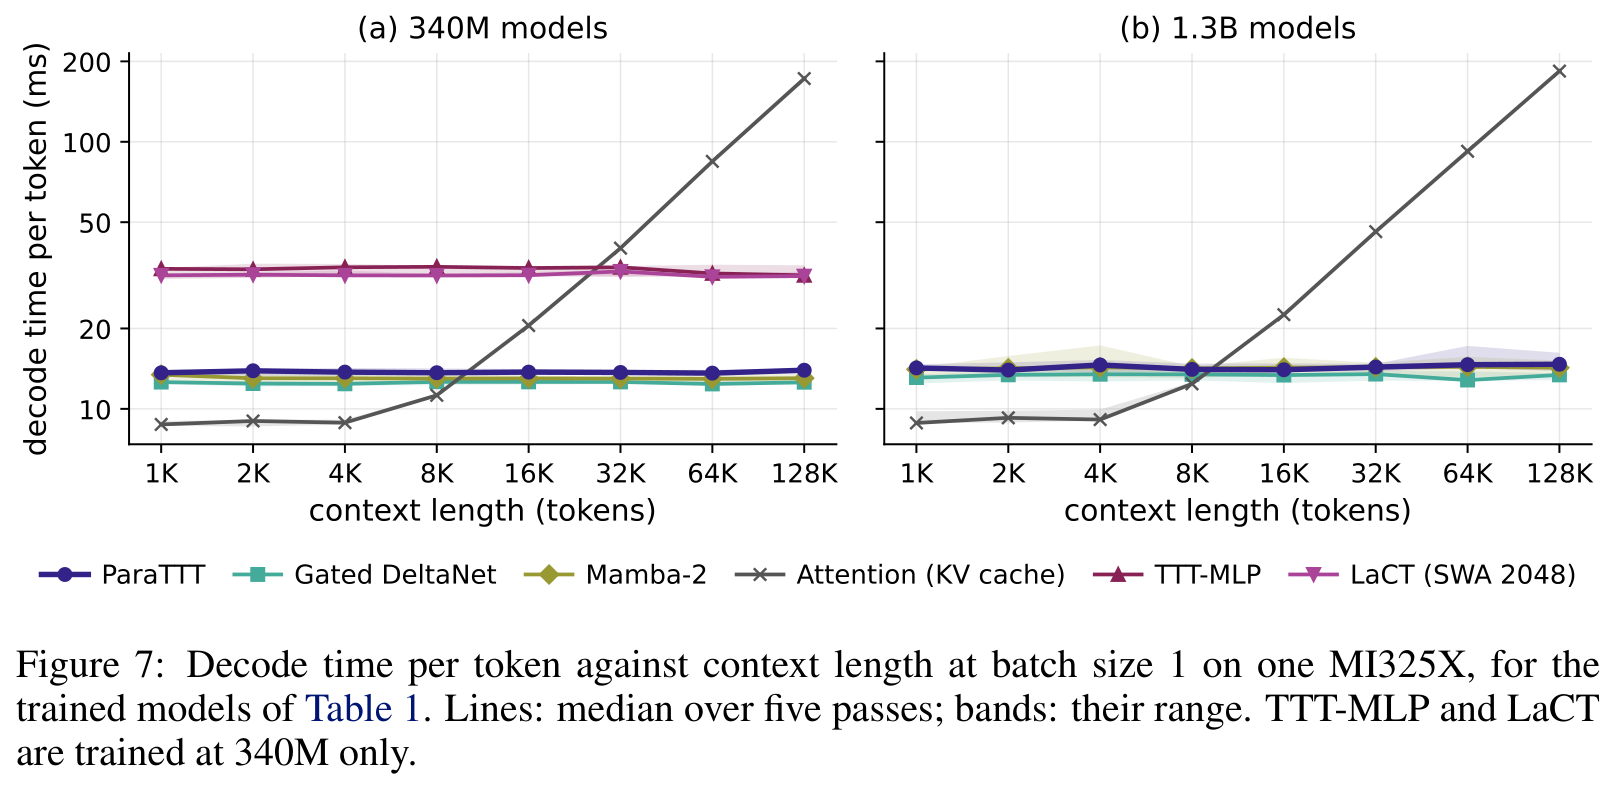 (a) 340M models
(b) 1.3B models
decode time per token (ms)
200
100
50
20
10
1K 2K 4K 8K 16K 32K 64K 128K
1K 2K 4K 8K 16K 32K 64K 128K
context length (tokens)
context length (tokens)
ParaTTT Gated DeltaNet Mamba-2 Attention (KV cache) TTT-MLP LaCT (SWA 2048)
Figure 7: Decode time per token against context length at batch size 1 on one MI325X, for the
trained models of Table 1. Lines: median over five passes; bands: their range. TTT-MLP and LaCT
are trained at 340M only.